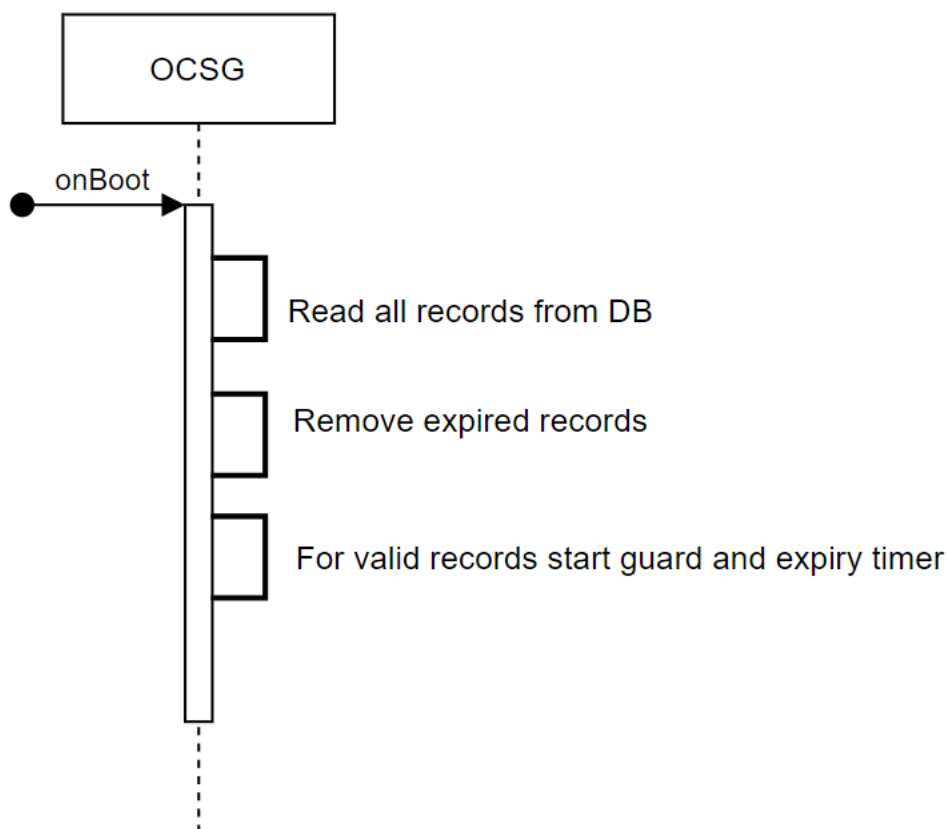 OCSG
onBoot
Read all records from DB
Remove expired records
For valid records start guard and expiry timer